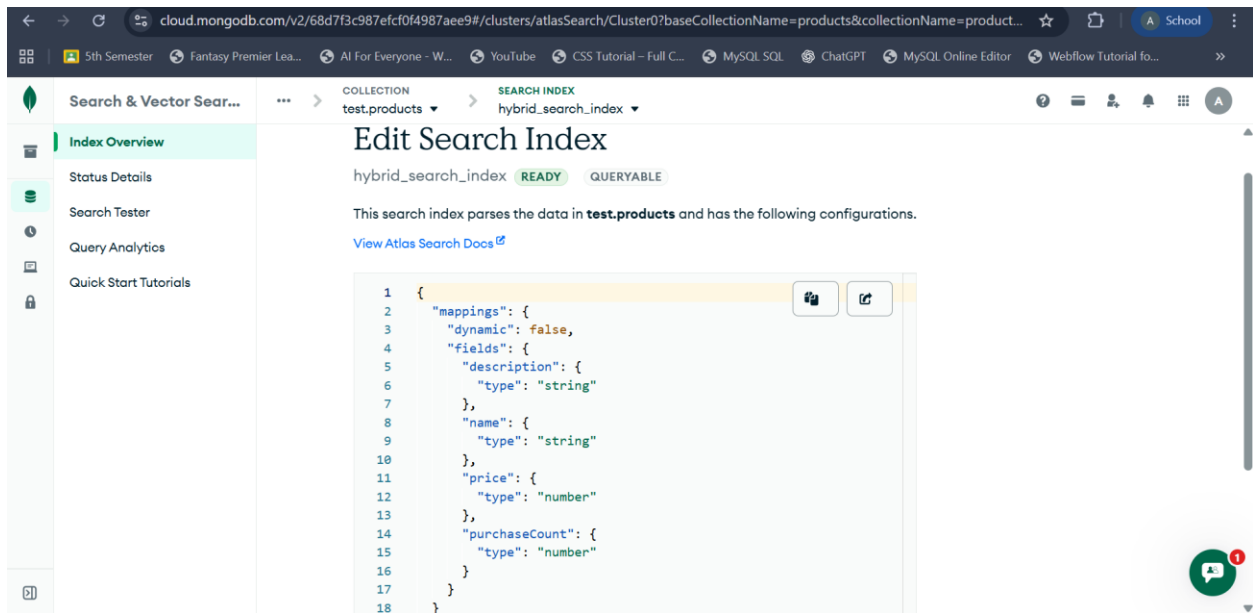 cloud.mongodb.com/v2/68d7f3c987efcf0f4987aee9#/clusters/atlasSearch/Cluster0?baseCollectionName=products&collectionName=product...
A School
5th Semester Fantasy Premier Lea... AI For Everyone - W... YouTube CSS Tutorial – Full C... MySQL SQL ChatGPT MySQL Online Editor Webflow Tutorial fo... »
Search & Vector Sear...
COLLECTION
test.products
SEARCH INDEX
hybrid_search_index
A
Index Overview
Status Details
Search Tester
Query Analytics
Quick Start Tutorials
Edit Search Index
hybrid_search_index READY QUERYABLE
This search index parses the data in test.products and has the following configurations.
View Atlas Search Docs
1 {
2 "mappings": {
3 "dynamic": false,
4 "fields": {
5 "description": {
6 "type": "string"
7 },
8 "name": {
9 "type": "string"
10 },
11 "price": {
12 "type": "number"
13 },
14 "purchaseCount": {
15 "type": "number"
16 }
17 }
18 }
1